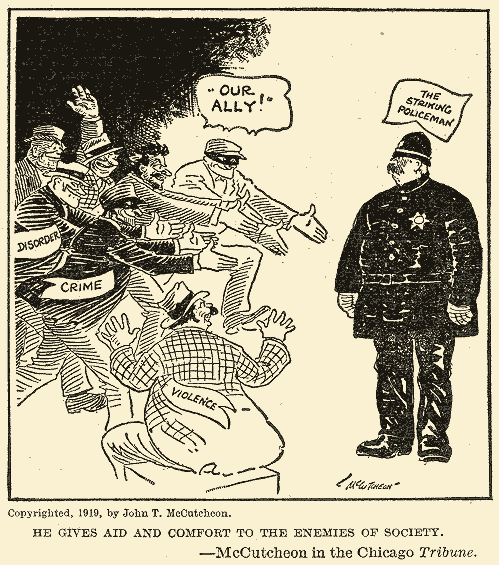 "OUR
ALLY!"
THE
STRIKING
POLICEMAN
DISORDER
CRIME
VIOLENCE
McCUTCHEON
Copyrighted, 1919, by John T. McCutcheon.
HE GIVES AID AND COMFORT TO THE ENEMIES OF SOCIETY.
—McCutcheon in the Chicago Tribune.